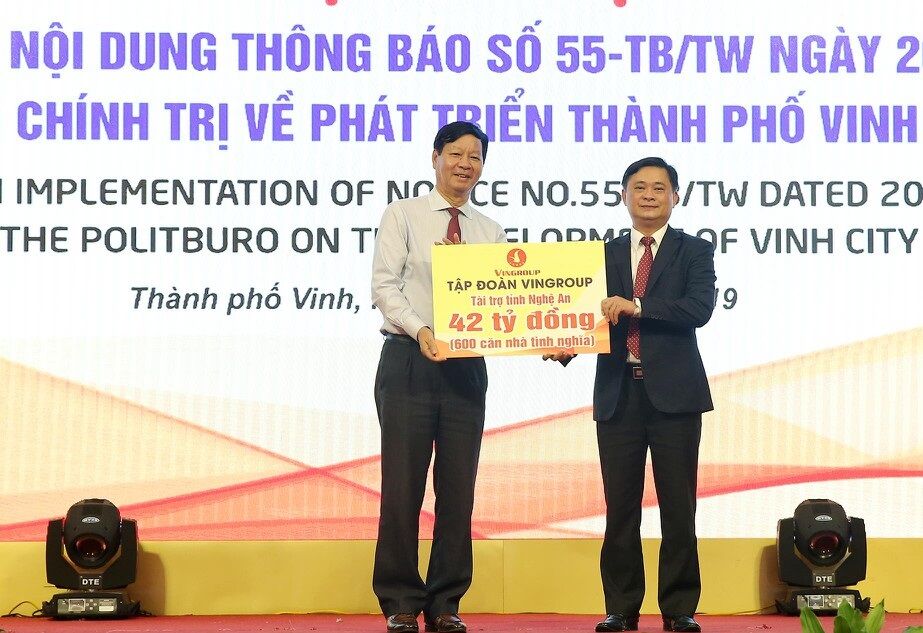 NỘI DUNG THÔNG BÁO SỐ 55-TB/TW NGÀY
CHÍNH TRỊ VỀ PHÁT TRIỂN THÀNH PHỐ VINH
IMPLEMENTATION OF NO CE NO.55 /TW DATED 20
THE POLITBURO ON OF VINH CITY
Thành phố Vinh, 19
VINGROUP
TẬP ĐOÀN VINGROUP
Tài trợ tỉnh Nghệ An
42 tỷ đồng
(600 căn nhà tình nghĩa)
DTE
DTE